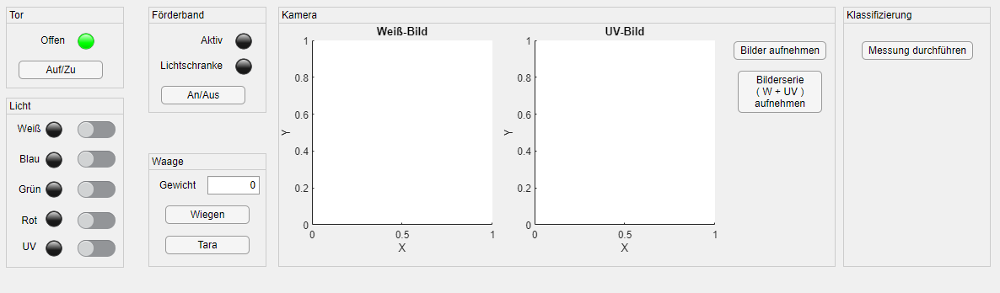 Tor
Offen
Auf/Zu
Licht
Weiß
Blau
Grün
Rot
UV
Förderband
Aktiv
Lichtschranke
An/Aus
Waage
Gewicht 0
Wiegen
Tara
Kamera
Weiß-Bild
1
0.8
0.6
0.4
0.2
0
Y
0 0.5 1
X
UV-Bild
1
0.8
0.6
0.4
0.2
0
Y
0 0.5 1
X
Bilder aufnehmen
Bilderserie
( W + UV )
aufnehmen
Klassifizierung
Messung durchführen